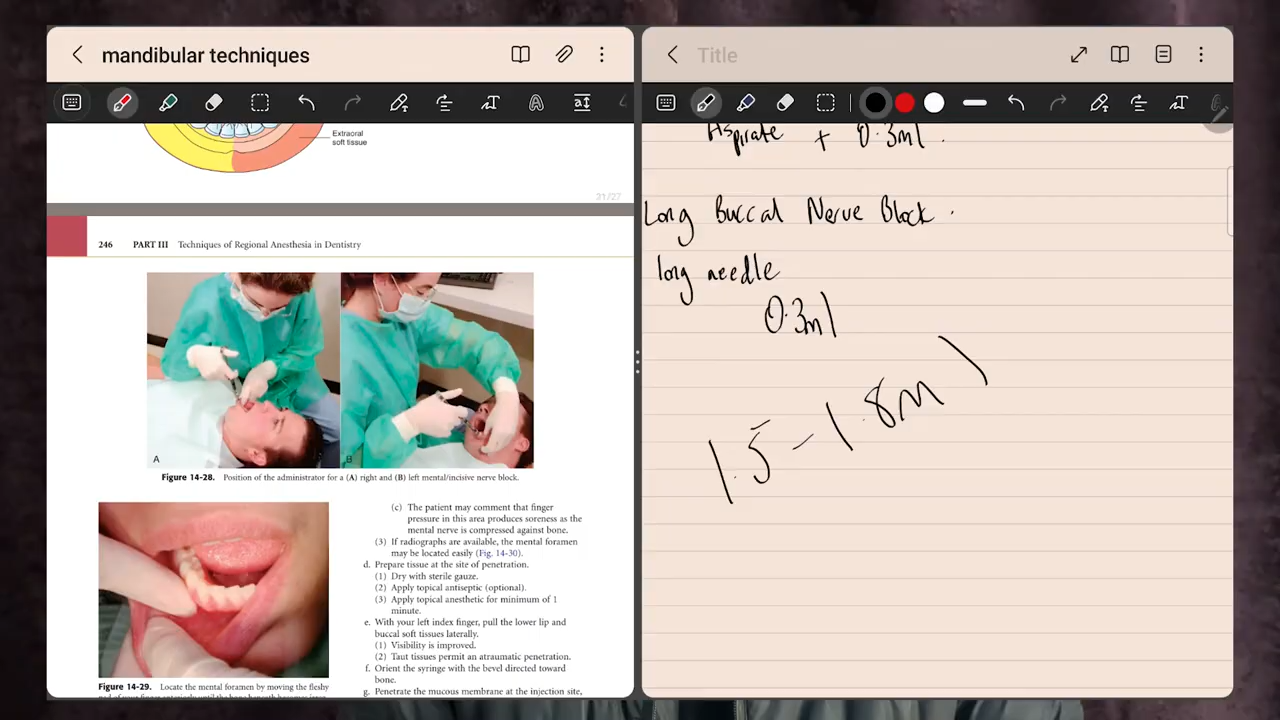 mandibular techniques
Extraoral
soft tissue
31/27
246 PART III Techniques of Regional Anesthesia in Dentistry
A
B
Figure 14-28. Position of the administrator for a (A) right and (B) left mental/incisive nerve block.
(c) The patient may comment that finger
pressure in this area produces soreness as the
mental nerve is compressed against bone.
(3) If radiographs are available, the mental foramen
may be located easily (Fig. 14-30).
d. Prepare tissue at the site of penetration.
(1) Dry with sterile gauze.
(2) Apply topical antiseptic (optional).
(3) Apply topical anesthetic for minimum of 1
minute.
e. With your left index finger, pull the lower lip and
buccal soft tissues laterally.
(1) Visibility is improved.
(2) Taut tissues permit an atraumatic penetration.
f. Orient the syringe with the bevel directed toward
bone.
g. Penetrate the mucous membrane at the injection site,
Figure 14-29. Locate the mental foramen by moving the fleshy
Title
Aspirate + 0.3ml.
Long Buccal Nerve Block.
long needle
0.3ml
1.5-1.8ml